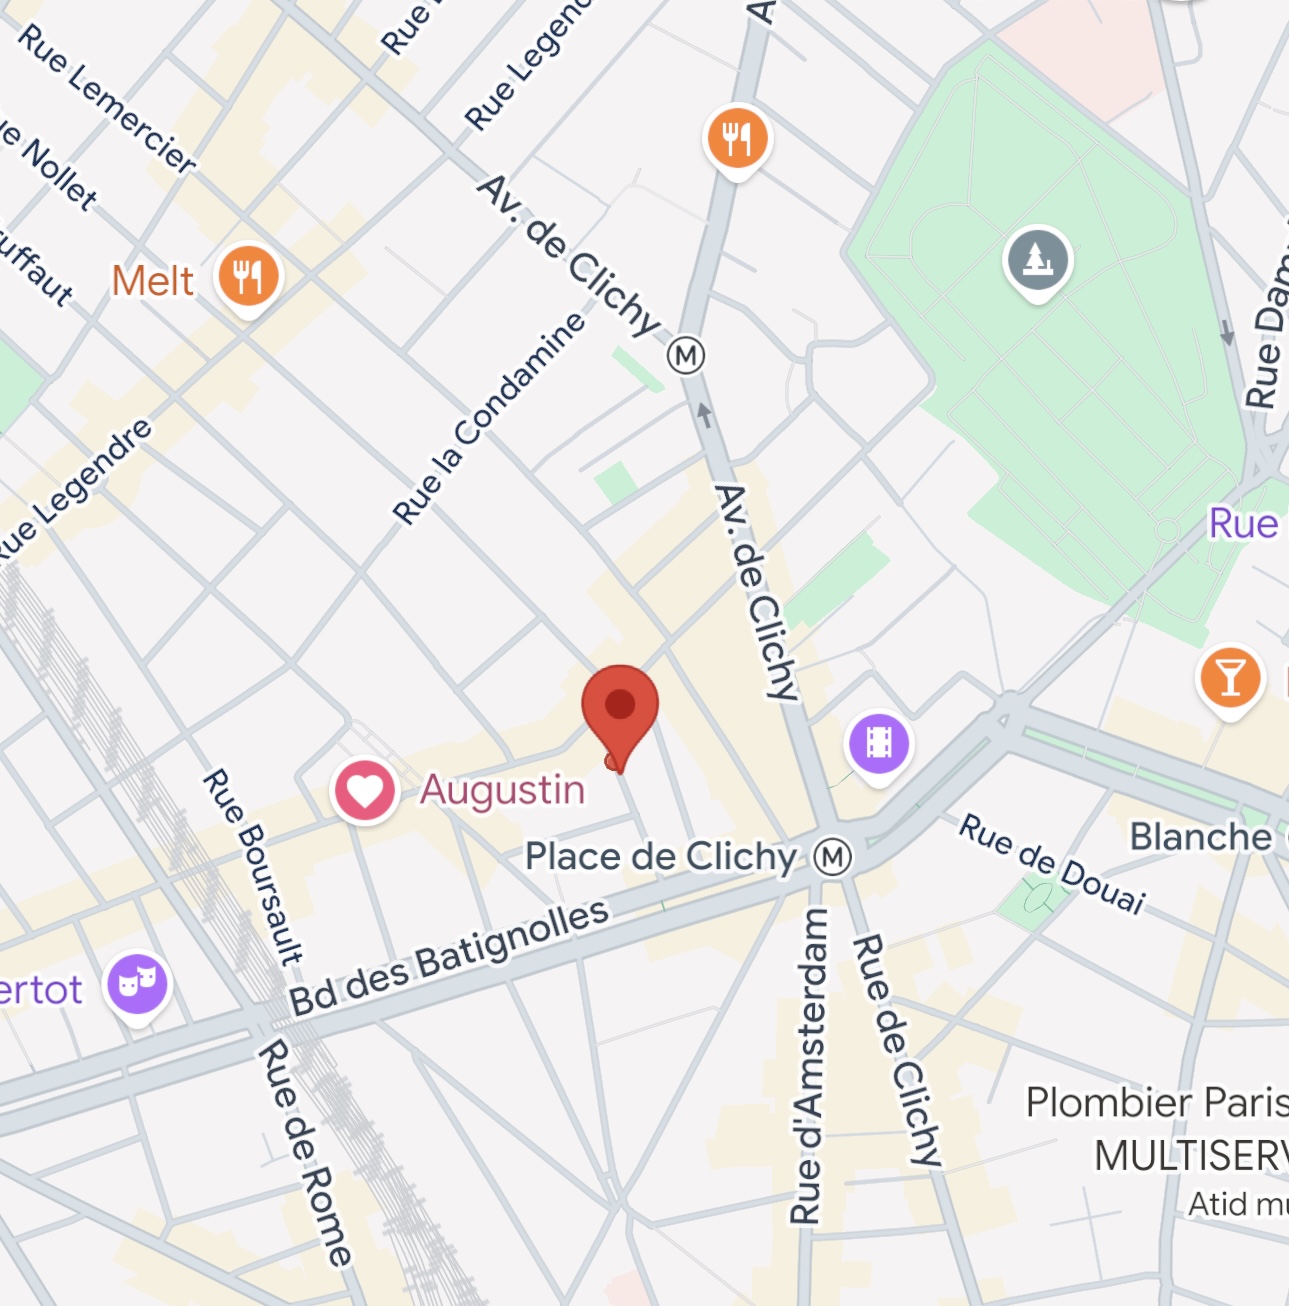 Rue Lemercier
Rue
Rue Legend
A
ue Nollet
uffaut
Melt
Av. de Clichy
M
Rue la Condamine
Rue Legendre
Rue Dam
Av. de Clichy
Rue
Augustin
Rue Boursault
Place de Clichy
M
Rue de Douai
Blanche
Bd des Batignolles
ertot
Rue d'Amsterdam
Rue de Clichy
Rue de Rome
Plombier Paris
MULTISERV
Atid mu